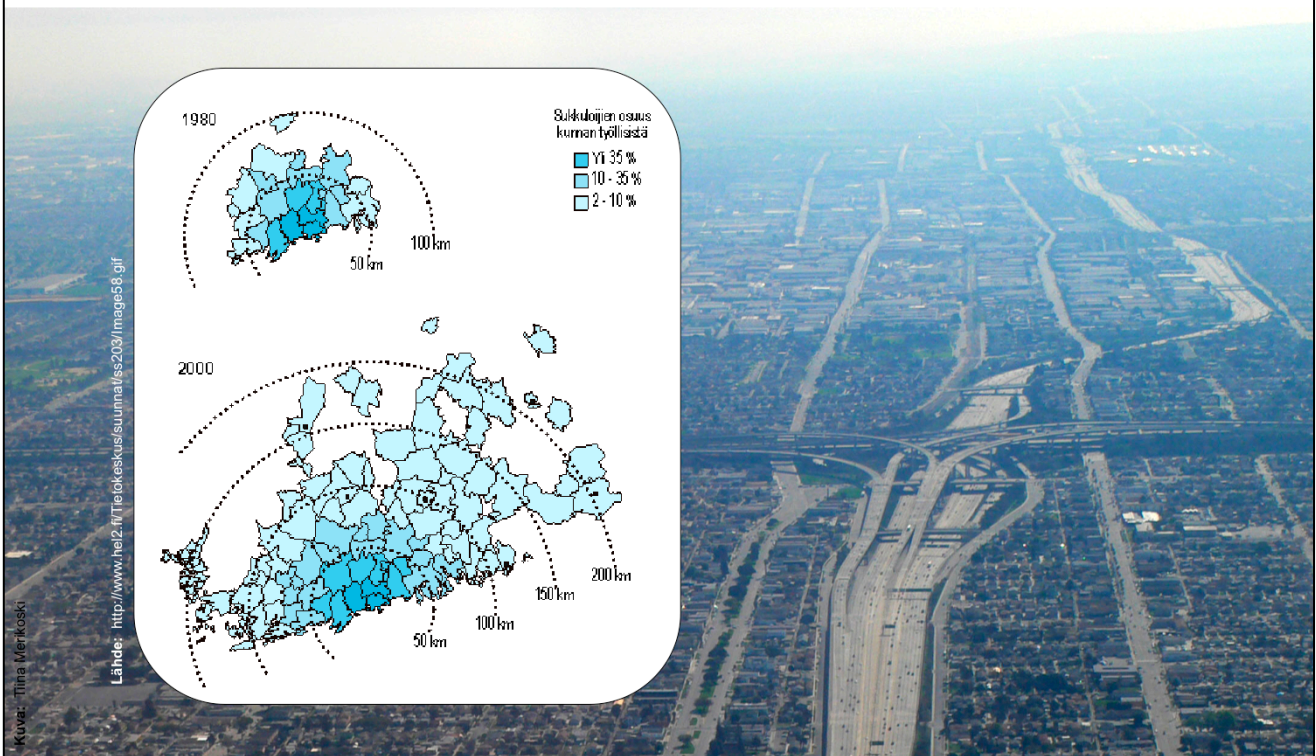 1980
Sukkuloijien osuus
kunnan työllisistä
Yli 35 %
10 - 35 %
2 - 10 %
100 km
50 km
2000
200 km
150 km
100 km
50 km
Lähde: http://www.hel2.fi/Tietokeskus/suunnat/ss203/Image58.gif
Kuva: Tiina Merikoski